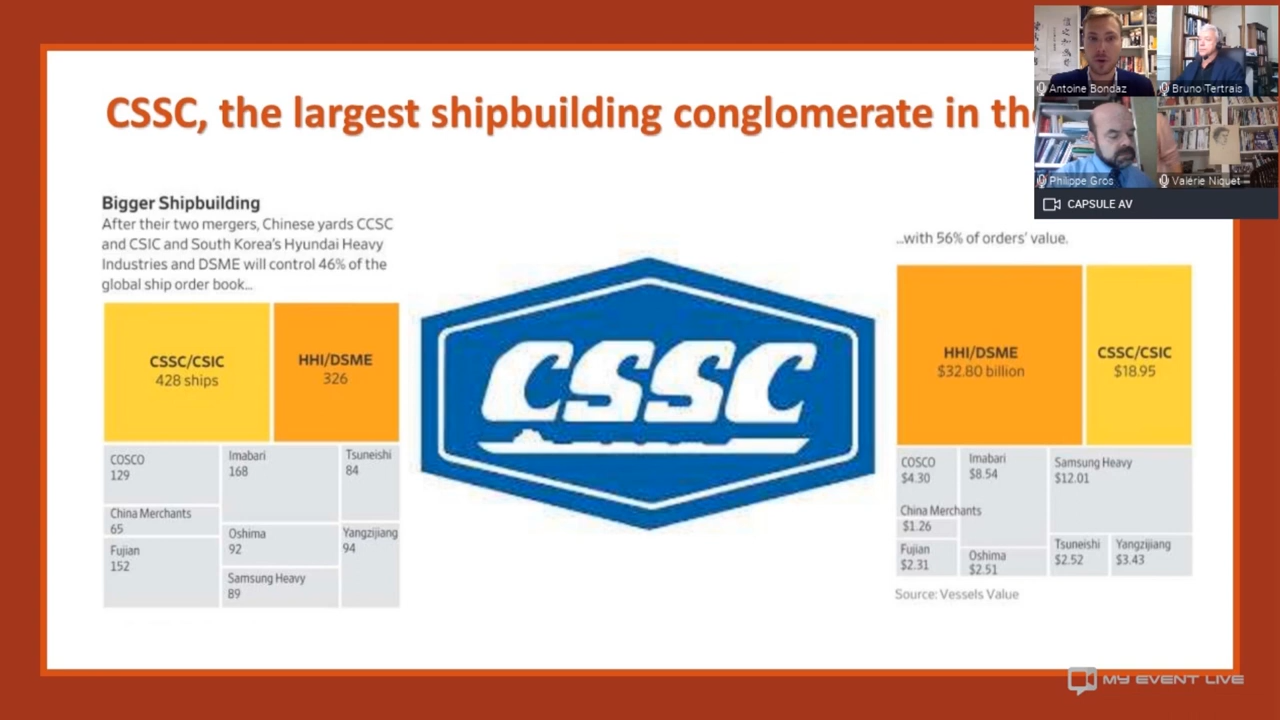 CSSC, the largest shipbuilding conglomerate in
Antoine Bondaz
Bruno Tertrais
Philippe Gros
Valérie Niquet
CAPSULE AV
Bigger Shipbuilding
After their two mergers, Chinese yards CCSC
and CSIC and South Korea's Hyundai Heavy
Industries and DSME will control 46% of the
global ship order book...
CSSC/CSIC
428 ships
HHI/DSME
326
COSCO
129
Imabari
168
Tsuneishi
84
China Merchants
65
Fujian
152
Oshima
92
Yangzijiang
94
Samsung Heavy
89
CSSC
...with 56% of orders' value.
HHI/DSME
$32.80 billion
CSSC/CSIC
$18.95
COSCO
$4.30
Imabari
$8.54
Samsung Heavy
$12.01
China Merchants
$1.26
Fujian
$2.31
Oshima
$2.51
Tsuneishi
$2.52
Yangzijiang
$3.43
Source: Vessels Value
MY EVENT LIVE